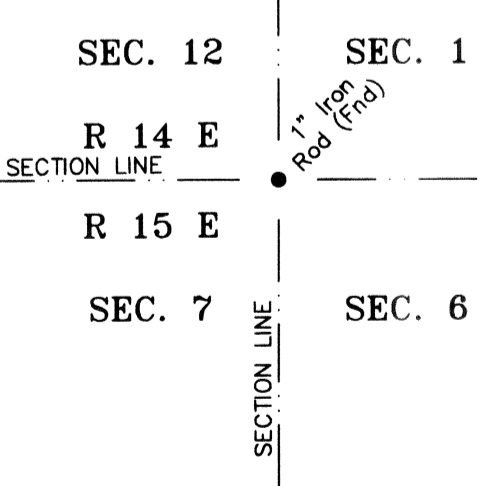 SEC. 12
SEC. 1
1" Iron
Rod (Fnd)
R 14 E
SECTION LINE
R 15 E
SEC. 7
SEC. 6
SECTION LINE